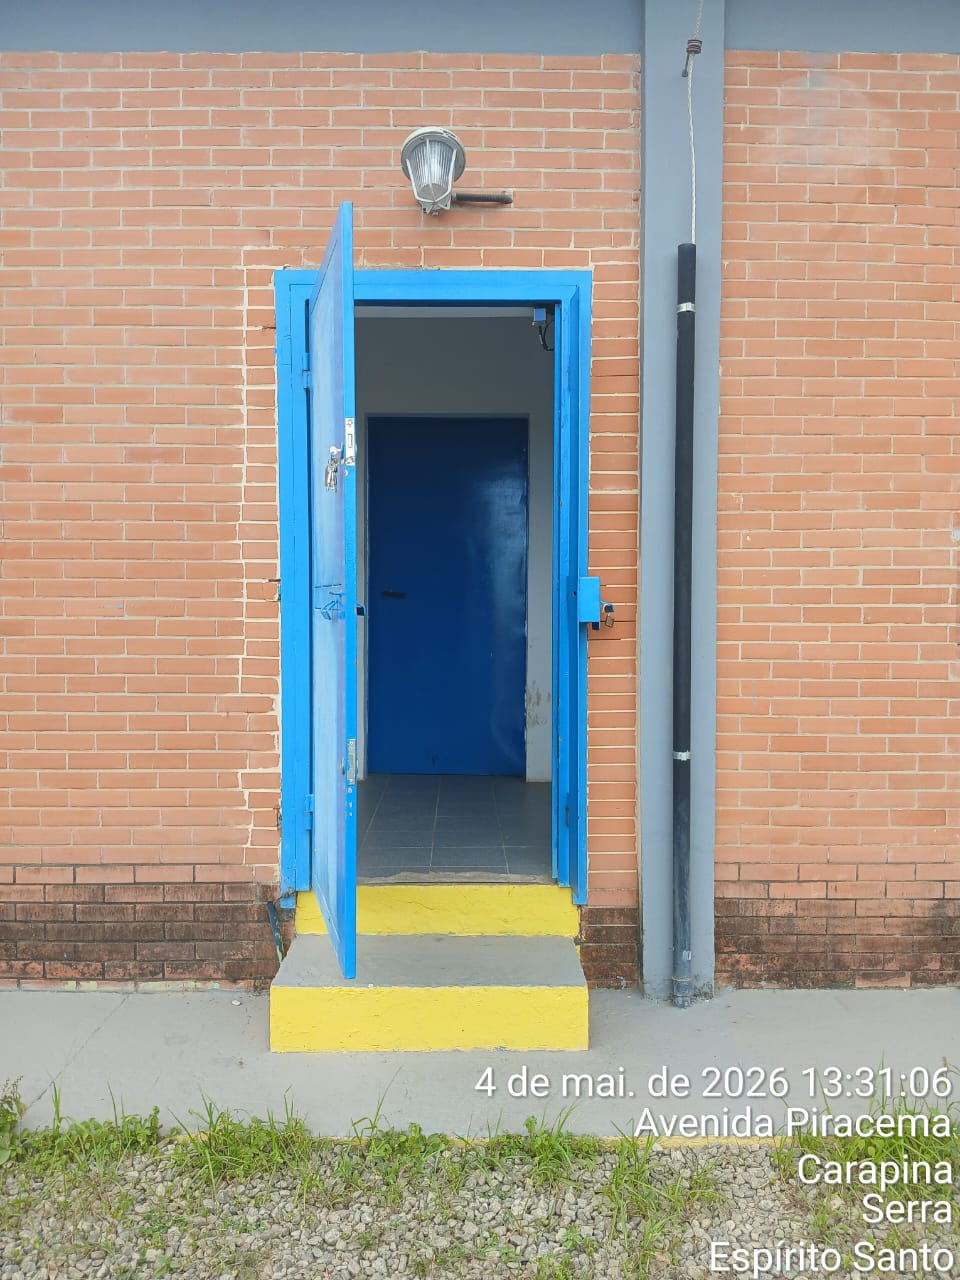 4 de mai. de 2026 13:31:06
Avenida Piracema
Carapina
Serra
Espírito Santo